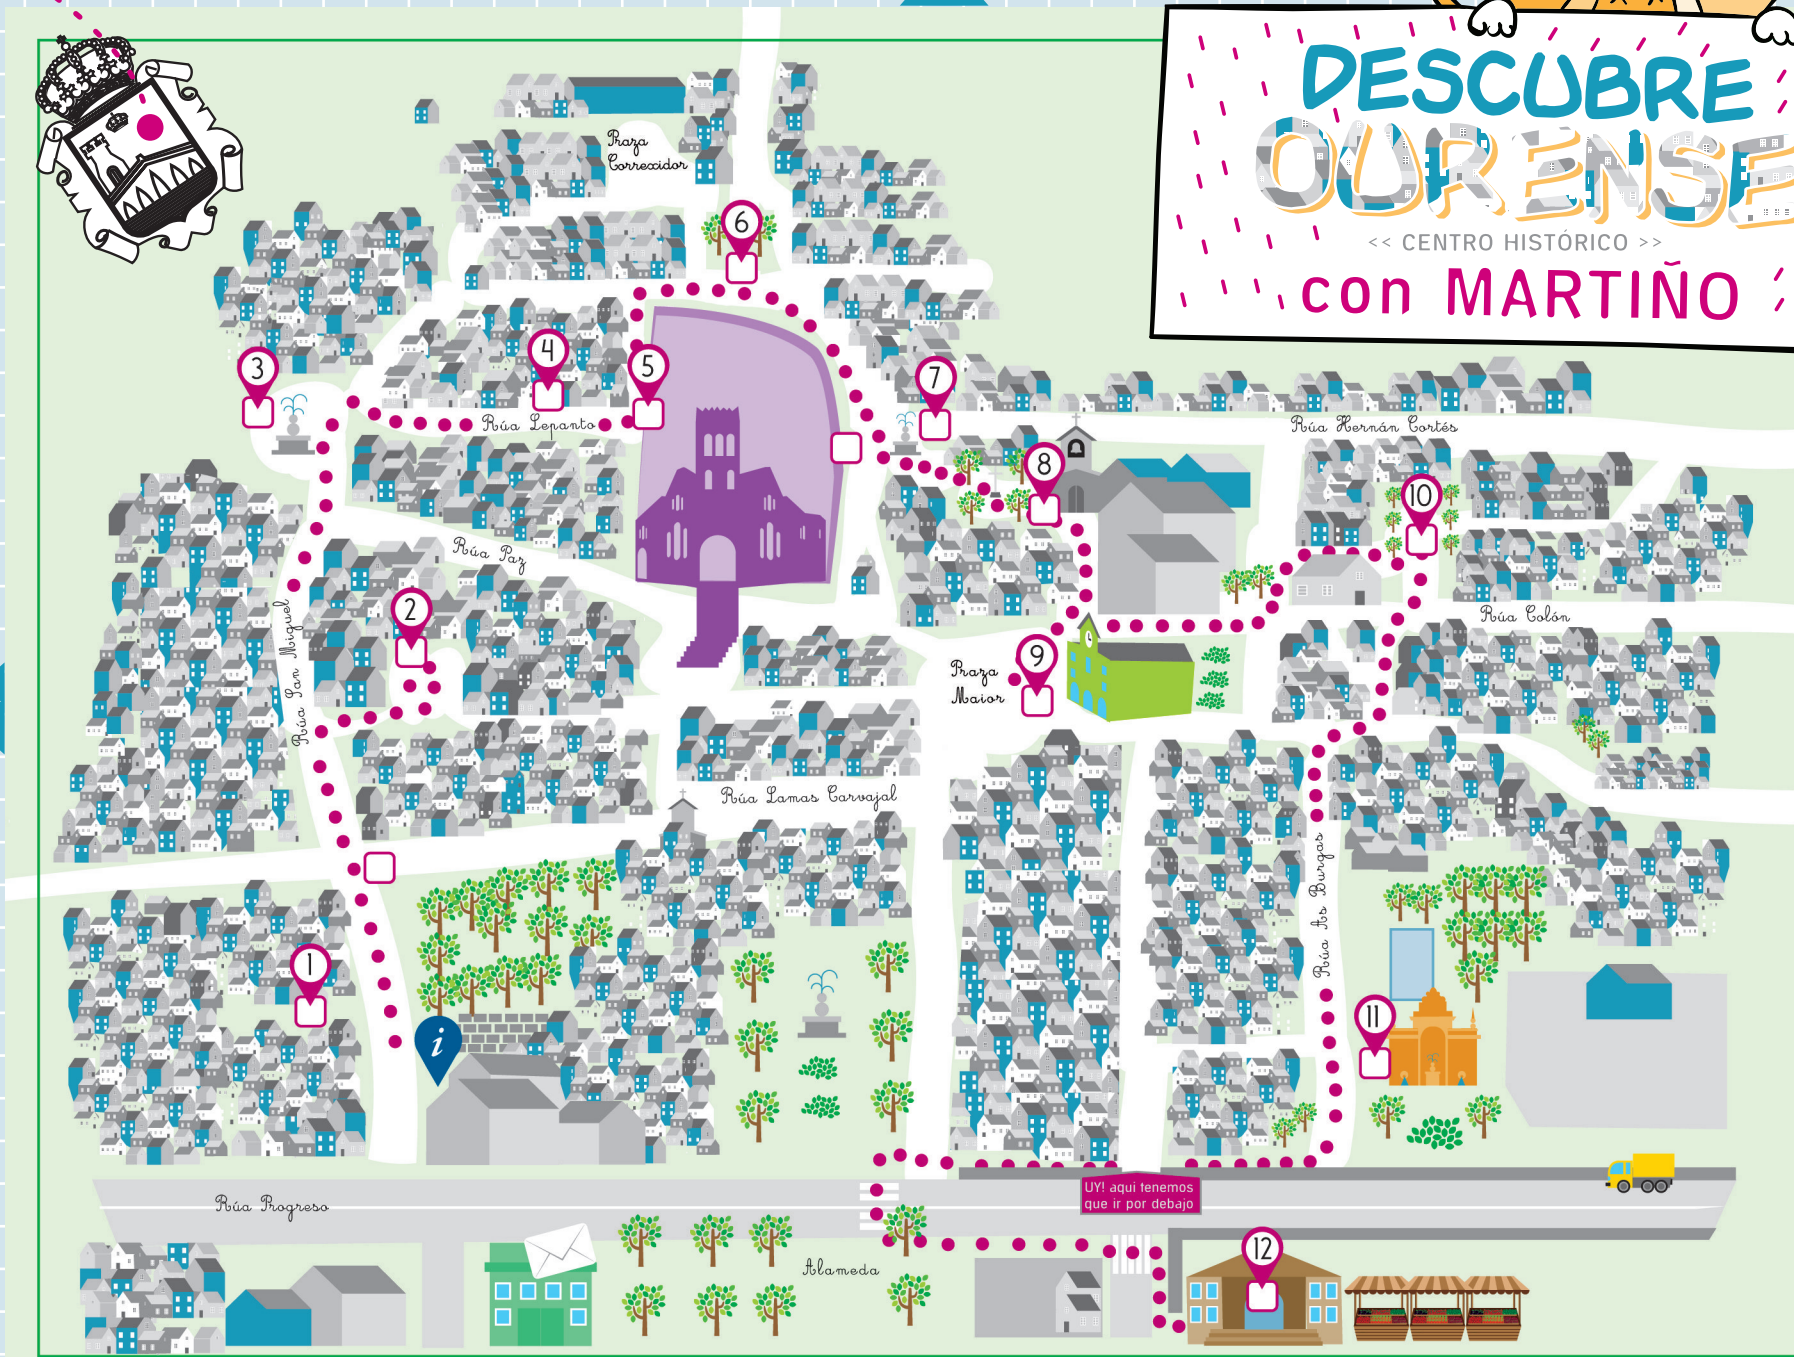 DESCUBRE
OURENSE
<< CENTRO HISTÓRICO >>
con MARTIÑO
Praza
Correxidor
6
3
4
5
7
Rúa Lepanto
Rúa Hernán Cortés
8
10
Rúa Paz
2
Rúa San Miguel
Rúa Colón
9
Praza
Maior
Rúa Lamas Carvajal
Rúa As Burgas
1
i
11
UY! aqui tenemos
que ir por debajo
Rúa Progreso
12
Alameda